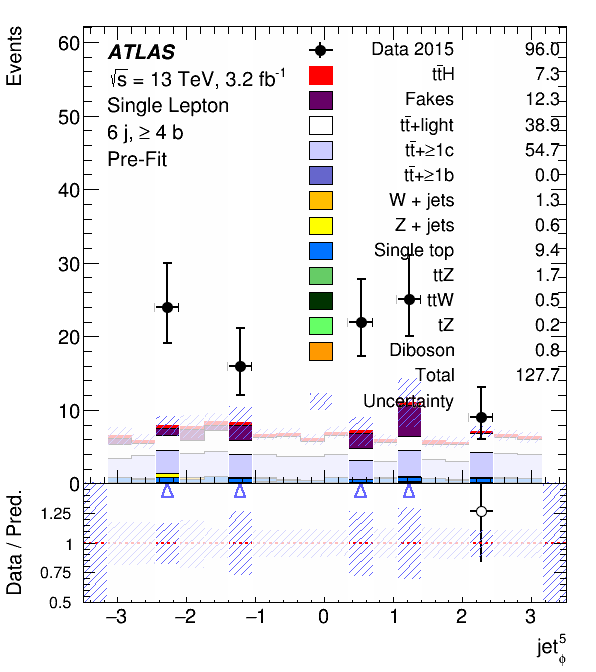 Events
60
50
40
30
20
10
0
ATLAS
√s = 13 TeV, 3.2 fb-1
Single Lepton
6 j, ≥ 4 b
Pre-Fit
Data 2015 96.0
tt̄H 7.3
Fakes 12.3
tt̄+light 38.9
tt̄+≥1c 54.7
tt̄+≥1b 0.0
W + jets 1.3
Z + jets 0.6
Single top 9.4
ttZ 1.7
ttW 0.5
tZ 0.2
Diboson 0.8
Total 127.7
Uncertainty
Data / Pred.
1.25
1
0.75
0.5
−3 −2 −1 0 1 2 3
jet5ϕ